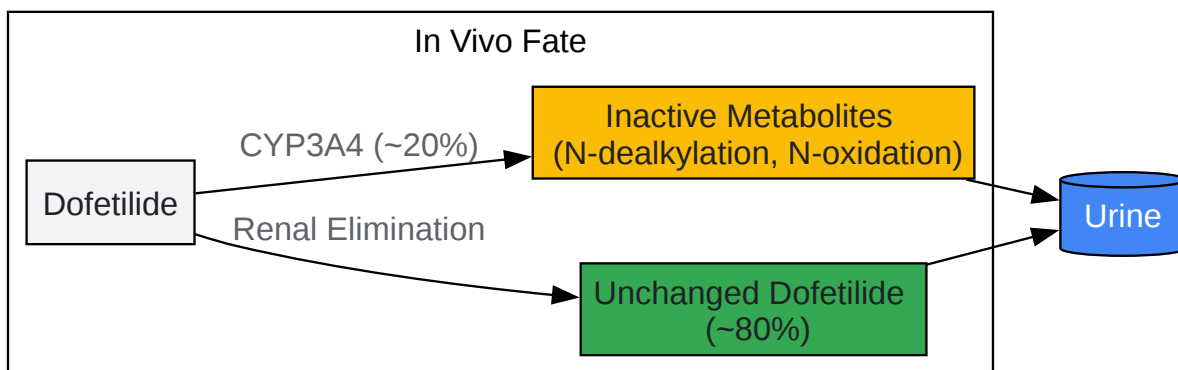 In Vivo Fate
Inactive Metabolites
(N-dealkylation, N-oxidation)
CYP3A4 (~20%)
Dofetilide
Urine
Renal Elimination
Unchanged Dofetilide
(~80%)